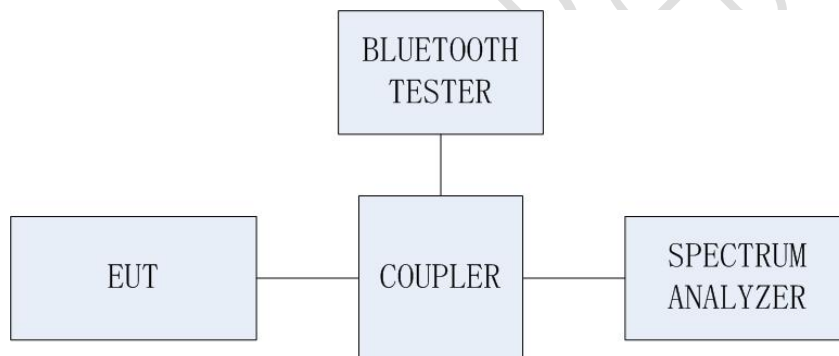 BLUETOOTH
TESTER
EUT
COUPLER
SPECTRUM
ANALYZER